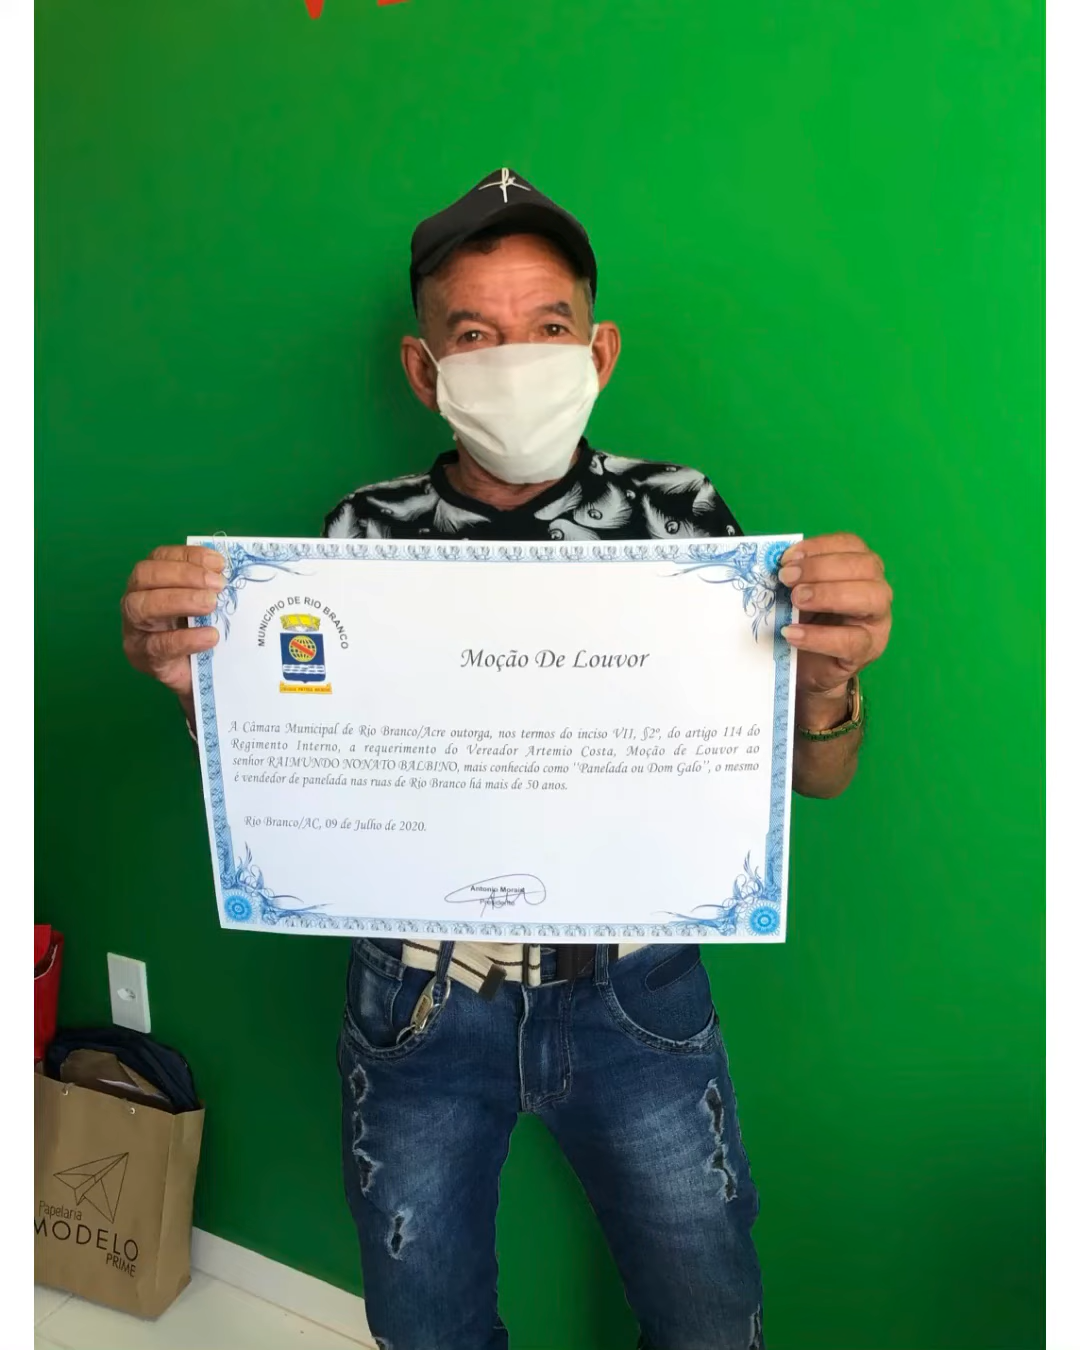 MUNICÍPIO DE RIO BRANCO
Moção De Louvor
A Câmara Municipal de Rio Branco/Acre outorga, nos termos do inciso VII, §2º, do artigo 114 do
Regimento Interno, a requerimento do Vereador Artemio Costa, Moção de Louvor ao
senhor RAIMUNDO NONATO BALBINO, mais conhecido como "Panelada ou Dom Galo", o mesmo
é vendedor de panelada nas ruas de Rio Branco há mais de 50 anos.
Rio Branco/AC, 09 de Julho de 2020.
Antonio Morais
Presidente
Papelaria
MODELO
PRIME